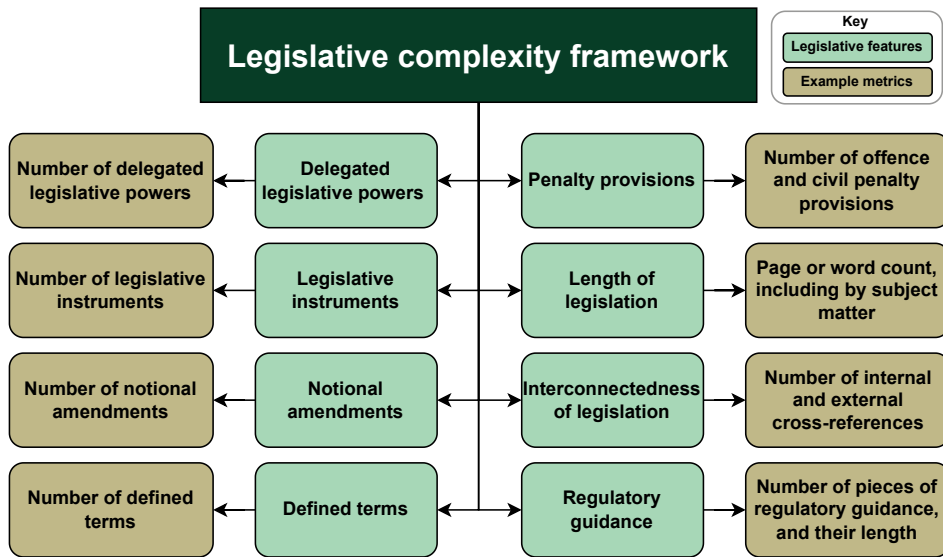 Legislative complexity framework
Key
Legislative features
Example metrics
Number of delegated
legislative powers
Delegated
legislative powers
Penalty provisions
Number of offence
and civil penalty
provisions
Number of legislative
instruments
Legislative
instruments
Length of
legislation
Page or word count,
including by subject
matter
Number of notional
amendments
Notional
amendments
Interconnectedness
of legislation
Number of internal
and external
cross-references
Number of defined
terms
Defined terms
Regulatory
guidance
Number of pieces of
regulatory guidance,
and their length